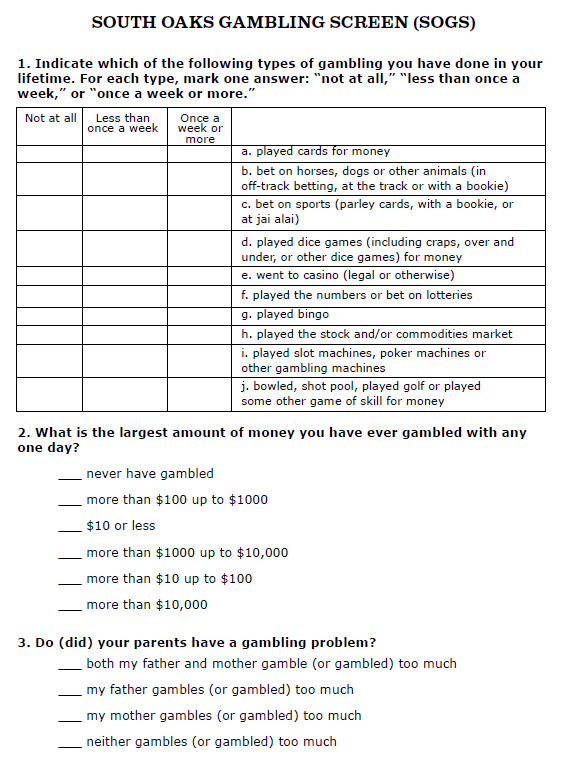 SOUTH OAKS GAMBLING SCREEN (SOGS)
1. Indicate which of the following types of gambling you have done in your
lifetime. For each type, mark one answer: “not at all,” “less than once a
week,” or “once a week or more.”
Not at all
Less than
once a week
Once a
week or
more
a. played cards for money
b. bet on horses, dogs or other animals (in
off-track betting, at the track or with a bookie)
c. bet on sports (parley cards, with a bookie, or
at jai alai)
d. played dice games (including craps, over and
under, or other dice games) for money
e. went to casino (legal or otherwise)
f. played the numbers or bet on lotteries
g. played bingo
h. played the stock and/or commodities market
i. played slot machines, poker machines or
other gambling machines
j. bowled, shot pool, played golf or played
some other game of skill for money
2. What is the largest amount of money you have ever gambled with any
one day?
___ never have gambled
___ more than $100 up to $1000
___ $10 or less
___ more than $1000 up to $10,000
___ more than $10 up to $100
___ more than $10,000
3. Do (did) your parents have a gambling problem?
___ both my father and mother gamble (or gambled) too much
___ my father gambles (or gambled) too much
___ my mother gambles (or gambled) too much
___ neither gambles (or gambled) too much